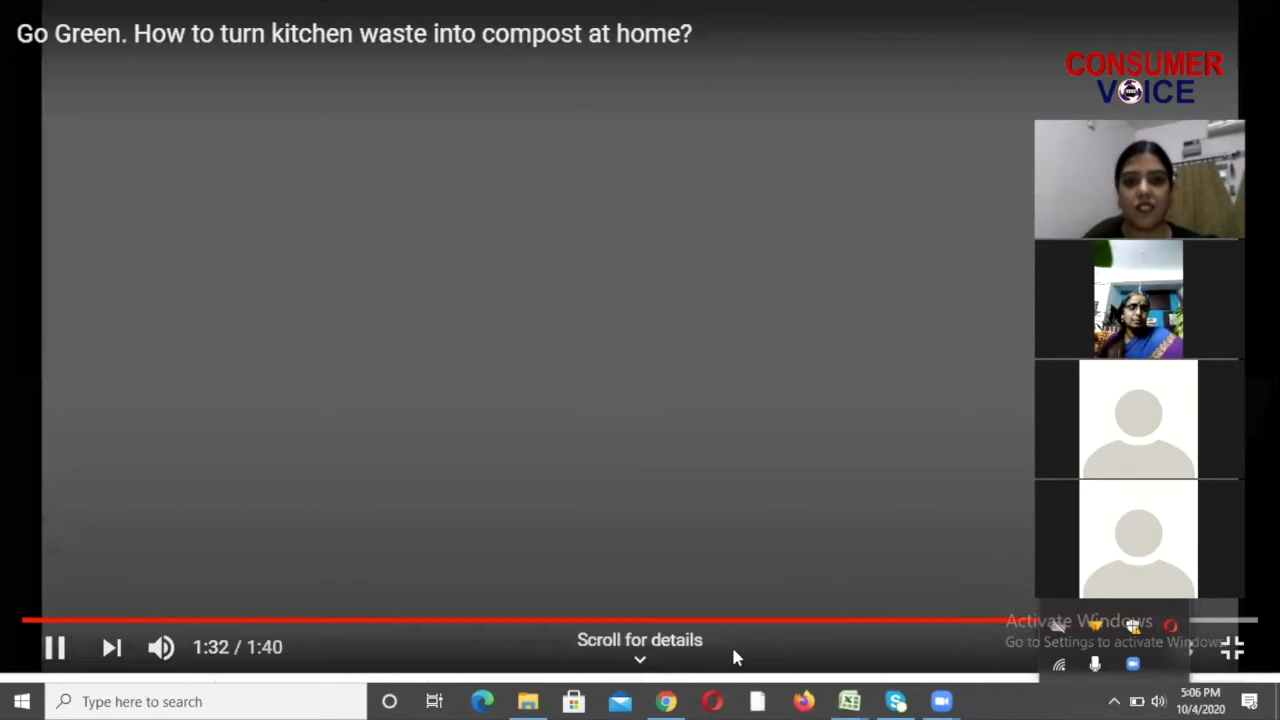 Go Green. How to turn kitchen waste into compost at home?
CONSUMER
VOICE
1:32 / 1:40
Scroll for details
Activate Windows
Go to Settings to activate Windows.
Type here to search
5:06 PM
10/4/2020